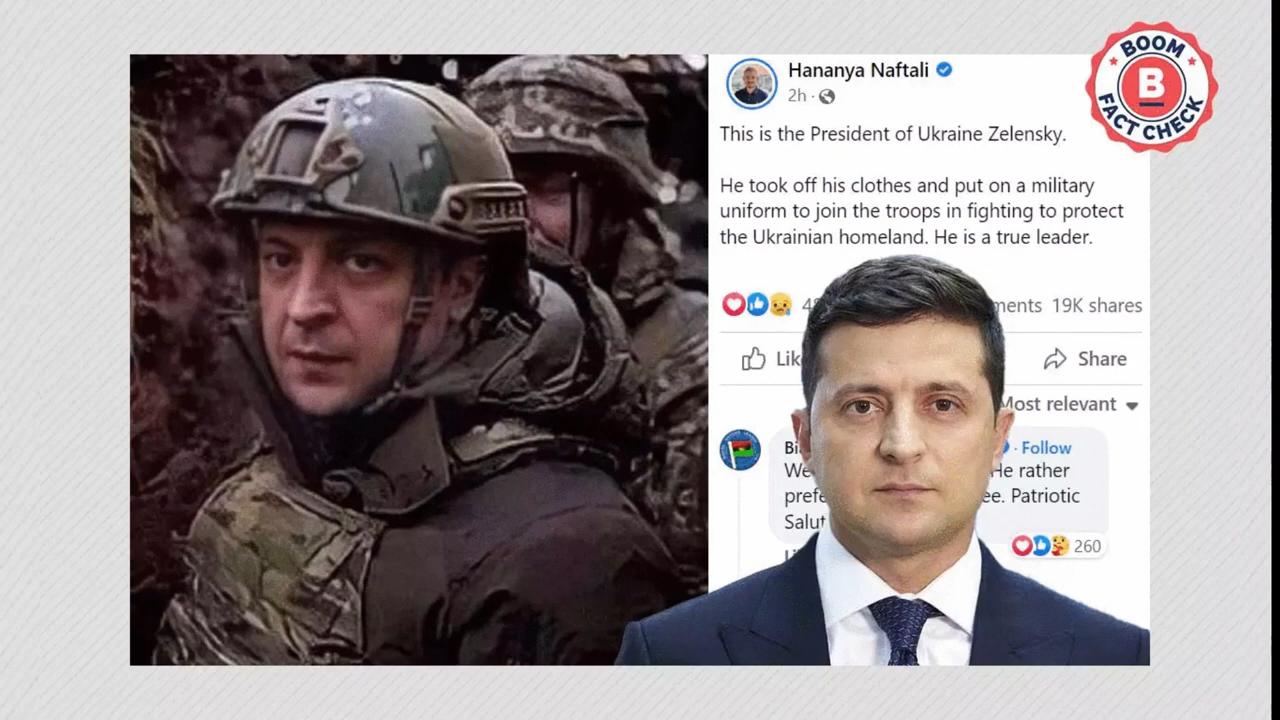 BOOM
B
FACT CHECK
Hananya Naftali
2h
This is the President of Ukraine Zelensky.
He took off his clothes and put on a military
uniform to join the troops in fighting to protect
the Ukrainian homeland. He is a true leader.
19K shares
Share
Most relevant
Follow
He rather
Patriotic
260